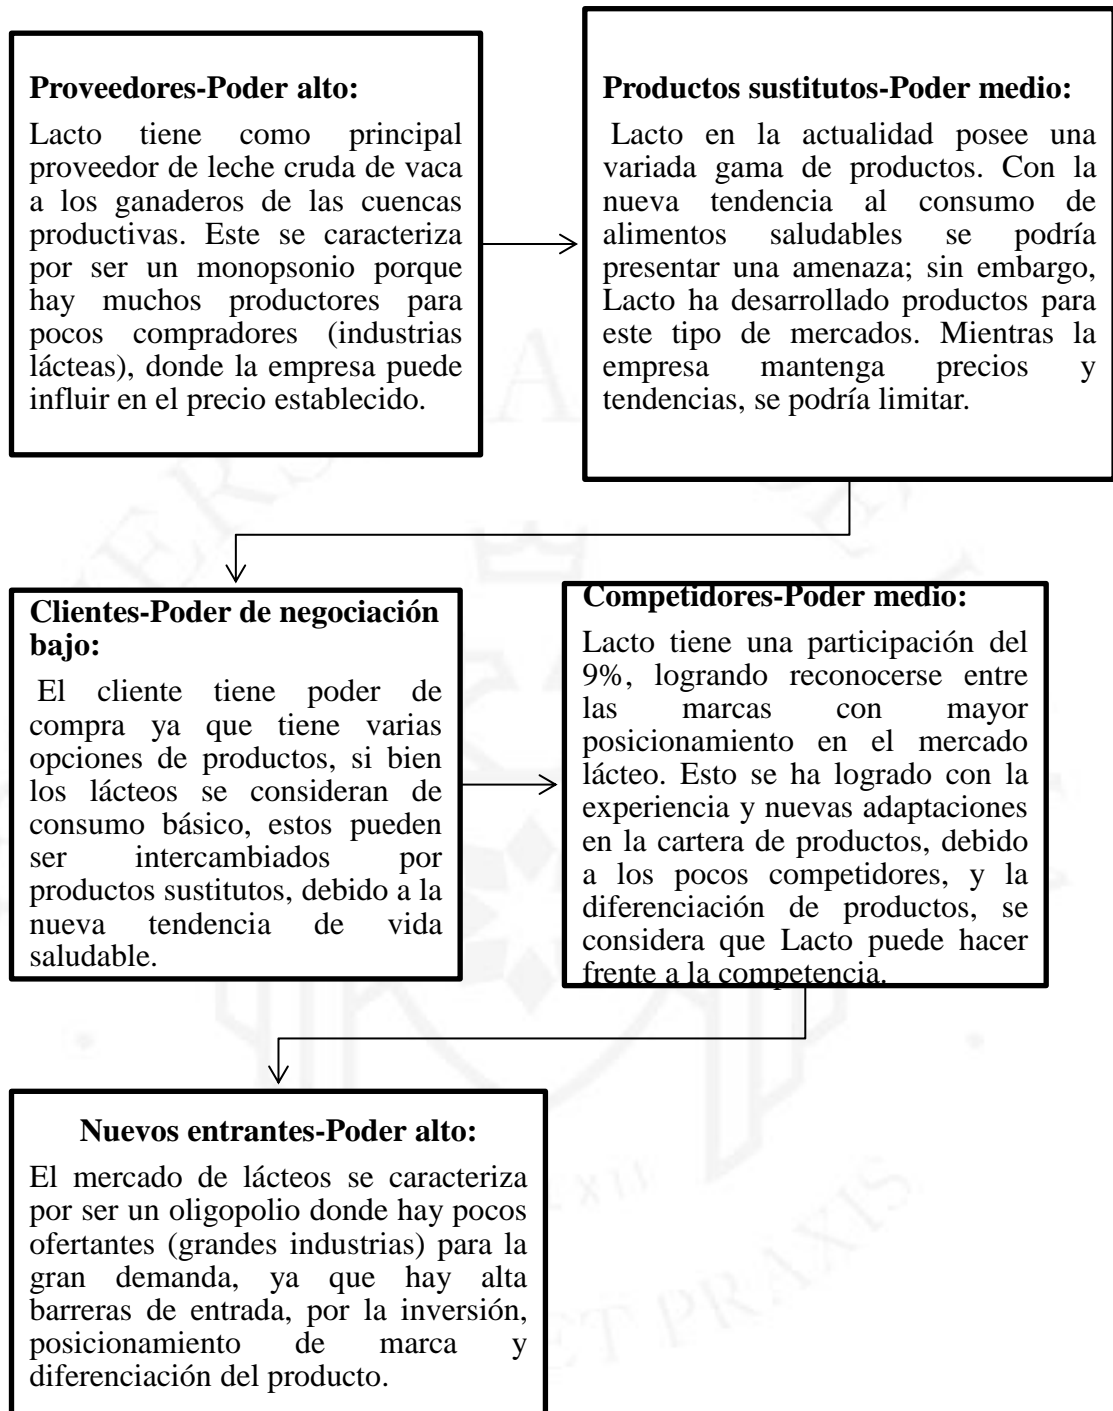 Proveedores-Poder alto:
Lacto tiene como principal
proveedor de leche cruda de vaca
a los ganaderos de las cuencas
productivas. Este se caracteriza
por ser un monopsonio porque
hay muchos productores para
pocos compradores (industrias
lácteas), donde la empresa puede
influir en el precio establecido.
Productos sustitutos-Poder medio:
Lacto en la actualidad posee una
variada gama de productos. Con la
nueva tendencia al consumo de
alimentos saludables se podría
presentar una amenaza; sin embargo,
Lacto ha desarrollado productos para
este tipo de mercados. Mientras la
empresa mantenga precios y
tendencias, se podría limitar.
Clientes-Poder de negociación
bajo:
El cliente tiene poder de
compra ya que tiene varias
opciones de productos, si bien
los lácteos se consideran de
consumo básico, estos pueden
ser intercambiados por
productos sustitutos, debido a la
nueva tendencia de vida
saludable.
Competidores-Poder medio:
Lacto tiene una participación del
9%, logrando reconocerse entre
las marcas con mayor
posicionamiento en el mercado
lácteo. Esto se ha logrado con la
experiencia y nuevas adaptaciones
en la cartera de productos, debido
a los pocos competidores, y la
diferenciación de productos, se
considera que Lacto puede hacer
frente a la competencia.
Nuevos entrantes-Poder alto:
El mercado de lácteos se caracteriza
por ser un oligopolio donde hay pocos
ofertantes (grandes industrias) para la
gran demanda, ya que hay alta
barreras de entrada, por la inversión,
posicionamiento de marca y
diferenciación del producto.
ET PRAXIS